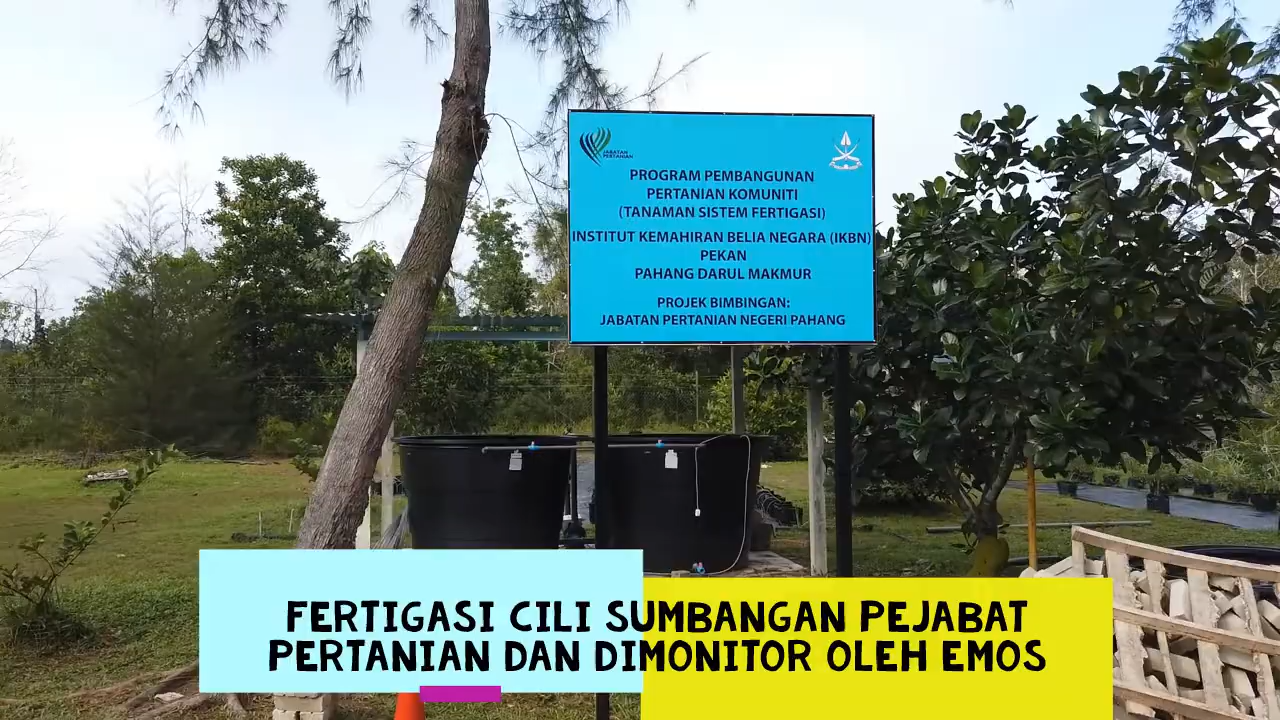 JABATAN
PERTANIAN
PROGRAM PEMBANGUNAN
PERTANIAN KOMUNITI
(TANAMAN SISTEM FERTIGASI)
INSTITUT KEMAHIRAN BELIA NEGARA (IKBN)
PEKAN
PAHANG DARUL MAKMUR
PROJEK BIMBINGAN:
JABATAN PERTANIAN NEGERI PAHANG
FERTIGASI CILI SUMBANGAN PEJABAT
PERTANIAN DAN DIMONITOR OLEH EMOS